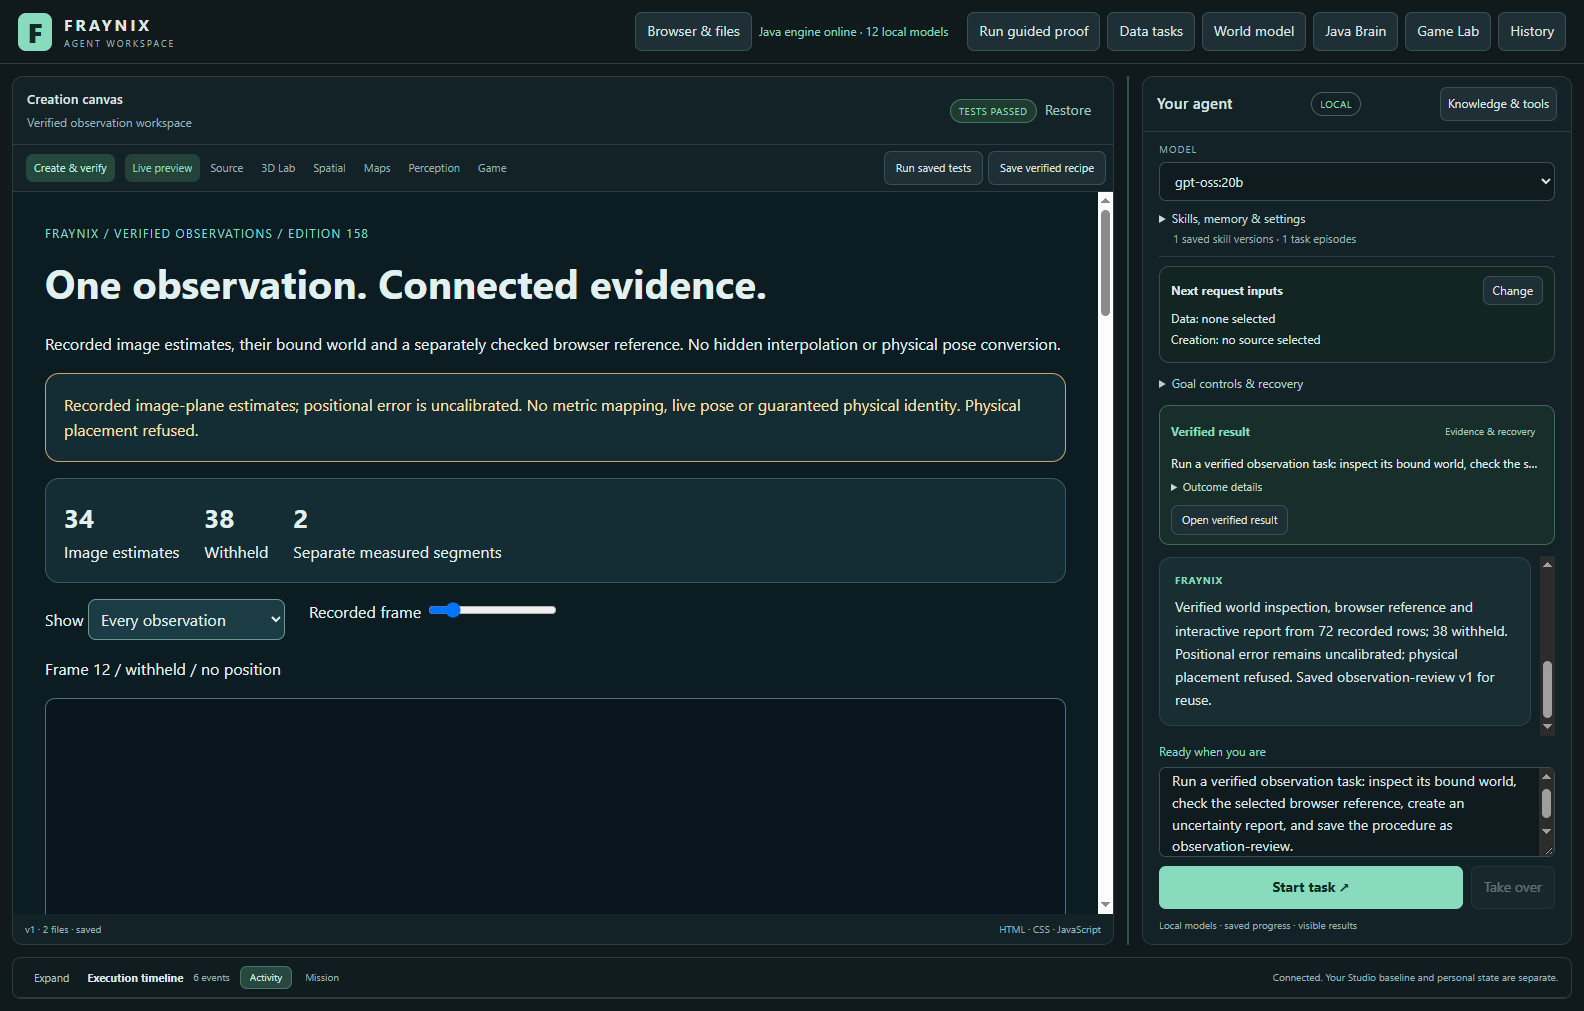 F
FRAYNIX
AGENT WORKSPACE
Browser & files
Java engine online · 12 local models
Run guided proof
Data tasks
World model
Java Brain
Game Lab
History
Creation canvas
Verified observation workspace
TESTS PASSED
Restore
Create & verify
Live preview
Source
3D Lab
Spatial
Maps
Perception
Game
Run saved tests
Save verified recipe
FRAYNIX / VERIFIED OBSERVATIONS / EDITION 158
One observation. Connected evidence.
Recorded image estimates, their bound world and a separately checked browser reference. No hidden interpolation or physical pose conversion.
Recorded image-plane estimates; positional error is uncalibrated. No metric mapping, live pose or guaranteed physical identity. Physical
placement refused.
34
Image estimates
38
Withheld
2
Separate measured segments
Show
Every observation
Recorded frame
Frame 12 / withheld / no position
v1 · 2 files · saved
HTML · CSS · JavaScript
Your agent
LOCAL
Knowledge & tools
MODEL
gpt-oss:20b
Skills, memory & settings
1 saved skill versions · 1 task episodes
Next request inputs
Change
Data: none selected
Creation: no source selected
Goal controls & recovery
Verified result
Evidence & recovery
Run a verified observation task: inspect its bound world, check the s...
Outcome details
Open verified result
FRAYNIX
Verified world inspection, browser reference and
interactive report from 72 recorded rows; 38 withheld.
Positional error remains uncalibrated; physical
placement refused. Saved observation-review v1 for
reuse.
Ready when you are
Run a verified observation task: inspect its bound world,
check the selected browser reference, create an
uncertainty report, and save the procedure as
observation-review.
Start task ↗
Take over
Local models · saved progress · visible results
Expand
Execution timeline
6 events
Activity
Mission
Connected. Your Studio baseline and personal state are separate.